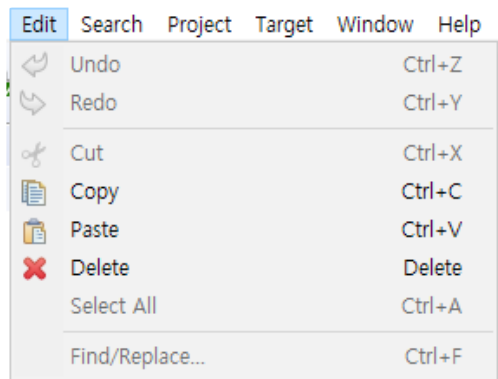 Edit Search Project Target Window Help
Undo Ctrl+Z
Redo Ctrl+Y
Cut Ctrl+X
Copy Ctrl+C
Paste Ctrl+V
Delete Delete
Select All Ctrl+A
Find/Replace... Ctrl+F